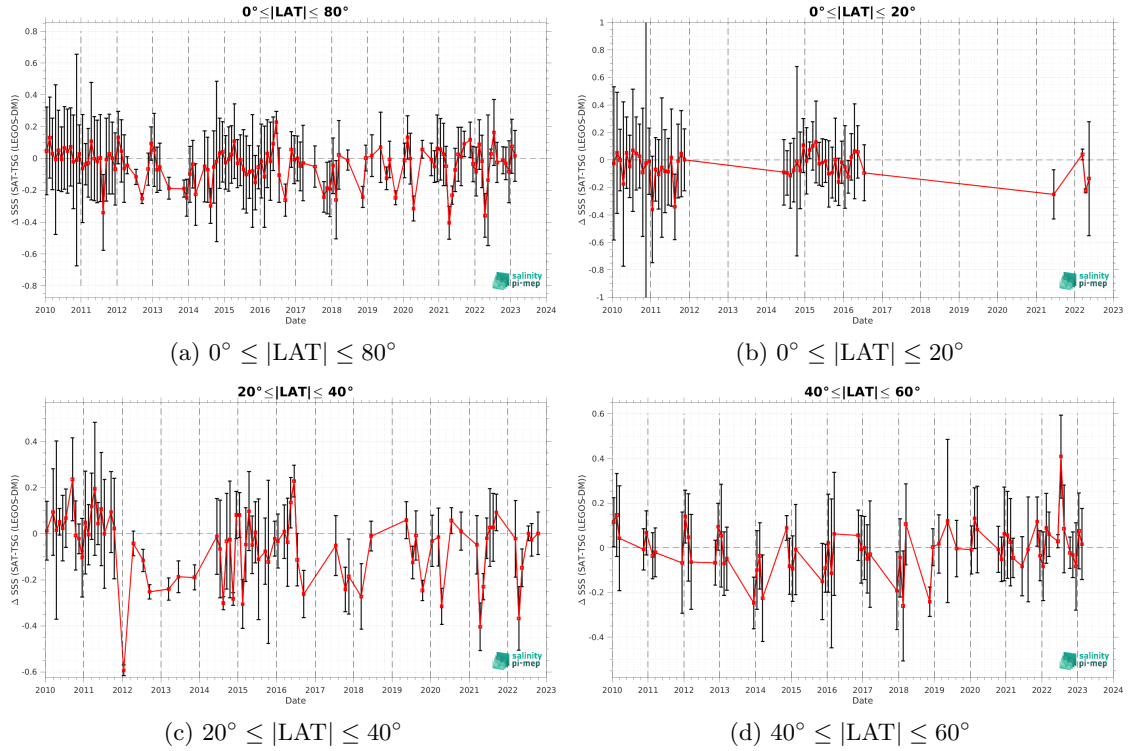 0°≤|LAT|≤ 80°
Δ SSS (SAT-TSG (LEGOS-DM))
0.8
0.6
0.4
0.2
0
-0.2
-0.4
-0.6
-0.8
2010 2011 2012 2013 2014 2015 2016 2017 2018 2019 2020 2021 2022 2023 2024
Date
salinity
pi-mep
(a) 0° ≤ |LAT| ≤ 80°
0°≤|LAT|≤ 20°
Δ SSS (SAT-TSG (LEGOS-DM))
1
0.8
0.6
0.4
0.2
0
-0.2
-0.4
-0.6
-0.8
-1
2010 2011 2012 2013 2014 2015 2016 2017 2018 2019 2020 2021 2022 2023
Date
salinity
pi-mep
(b) 0° ≤ |LAT| ≤ 20°
20°≤|LAT|≤ 40°
Δ SSS (SAT-TSG (LEGOS-DM))
0.4
0.2
0
-0.2
-0.4
-0.6
2010 2011 2012 2013 2014 2015 2016 2017 2018 2019 2020 2021 2022 2023
Date
salinity
pi-mep
(c) 20° ≤ |LAT| ≤ 40°
40°≤|LAT|≤ 60°
Δ SSS (SAT-TSG (LEGOS-DM))
0.6
0.4
0.2
0
-0.2
-0.4
2010 2011 2012 2013 2014 2015 2016 2017 2018 2019 2020 2021 2022 2023 2024
Date
salinity
pi-mep
(d) 40° ≤ |LAT| ≤ 60°